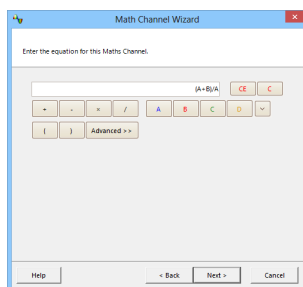 Math Channel Wizard
Enter the equation for this Maths Channel.
(A+B)/A CE C
+ - × / A B C D
( ) Advanced >>
Help < Back Next > Cancel